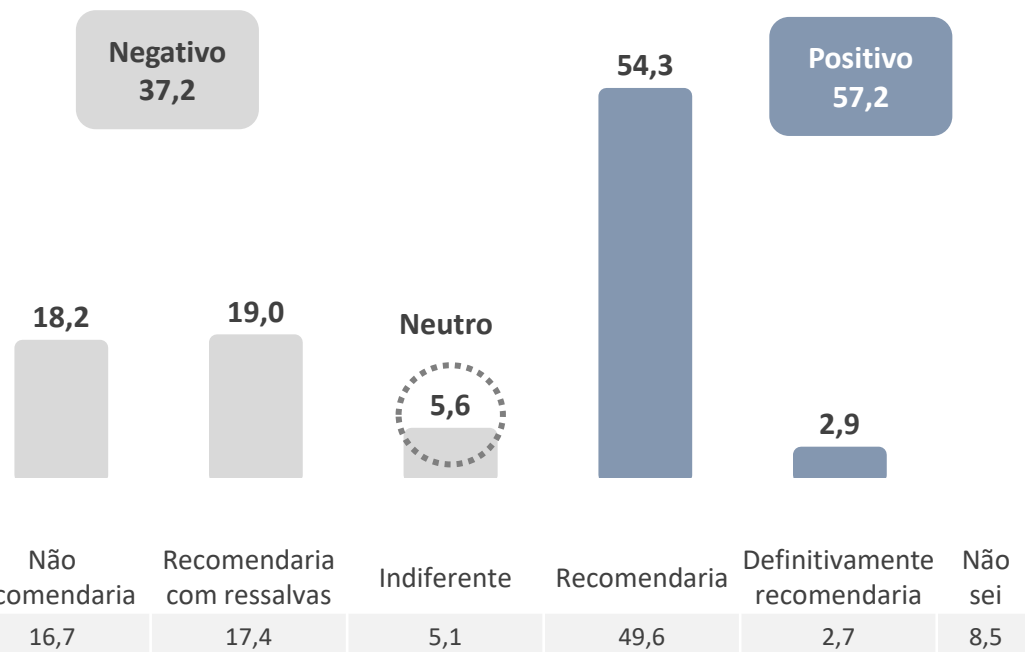 Negativo
37,2
54,3
Positivo
57,2
18,2
19,0
Neutro
5,6
2,9
Não
comendaria
Recomendaria
com ressalvas
Indiferente
Recomendaria
Definitivamente
recomendaria
Não
sei
16,7
17,4
5,1
49,6
2,7
8,5